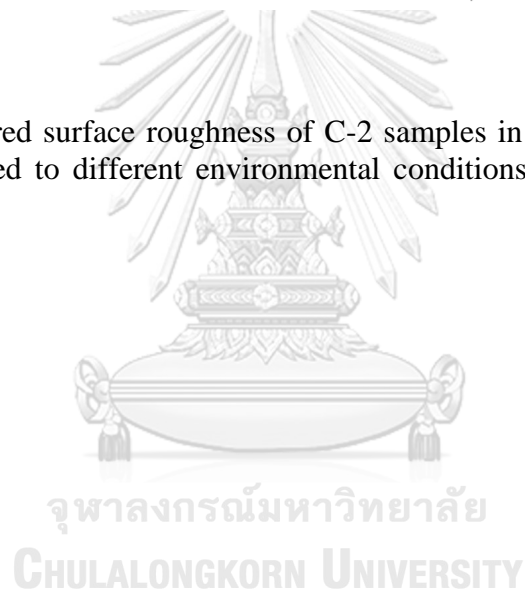 red surface roughness of C-2 samples in
ed to different environmental conditions
จุฬาลงกรณ์มหาวิทยาลัย
CHULALONGKORN UNIVERSITY